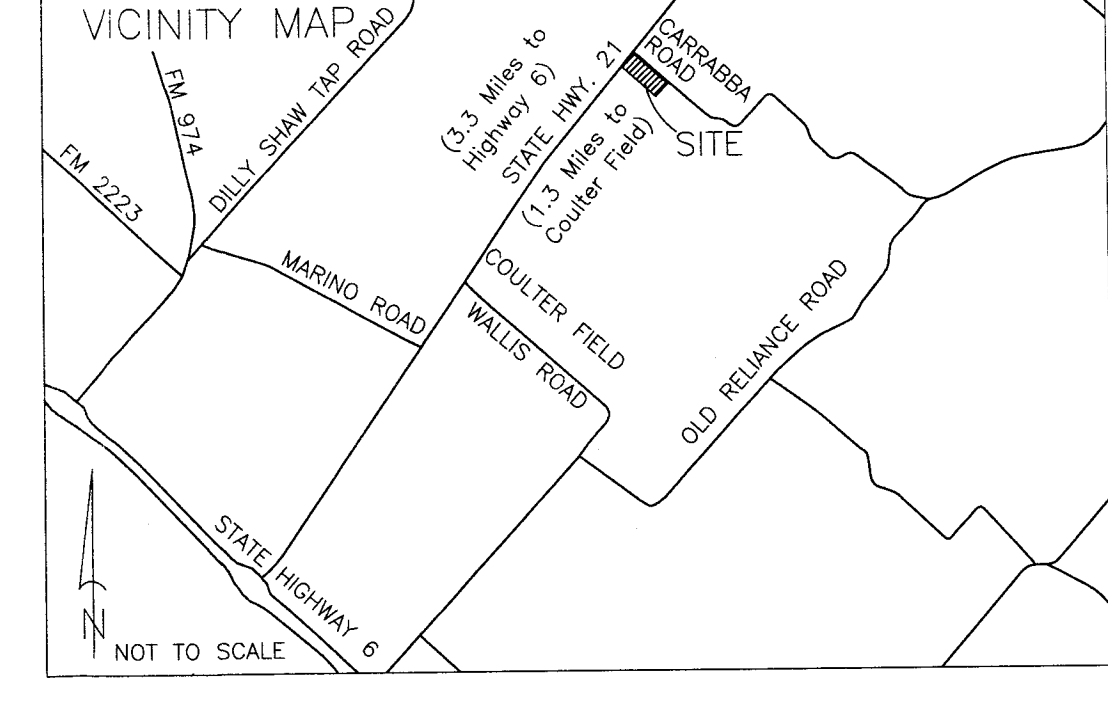 VICINITY MAP
FM 974
DILLY SHAW TAP ROAD
FM 2223
(3.3 Miles to
Highway 6)
STATE HWY. 21
(1.3 Miles to
Coulter Field)
CARRABBA
ROAD
SITE
MARINO ROAD
COULTER FIELD
WALLIS ROAD
OLD RELIANCE ROAD
STATE HIGHWAY 6
N
NOT TO SCALE